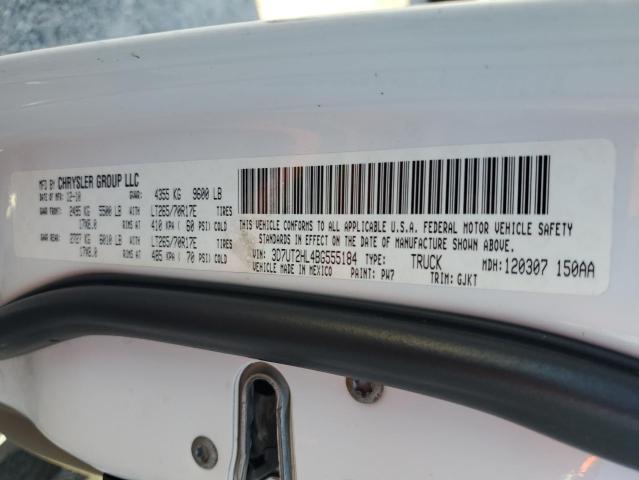 MFD BY CHRYSLER GROUP LLC
DATE OF MFR: 12-10 GVWR: 4355 KG 9600 LB
GAWR FRONT: 2495 KG 5500 LB WITH LT265/70R17E TIRES
17X8.0 RIMS AT 410 KPA ( 60 PSI) COLD
GAWR REAR: 2727 KG 6010 LB WITH LT265/70R17E TIRES
17X8.0 RIMS AT 485 KPA ( 70 PSI) COLD
THIS VEHICLE CONFORMS TO ALL APPLICABLE U.S.A. FEDERAL MOTOR VEHICLE SAFETY
STANDARDS IN EFFECT ON THE DATE OF MANUFACTURE SHOWN ABOVE.
VIN: 3D7UT2HL4BG555184 TYPE: TRUCK MDH: 120307 150AA
VEHICLE MADE IN MEXICO PAINT: PW7 TRIM: GJKT